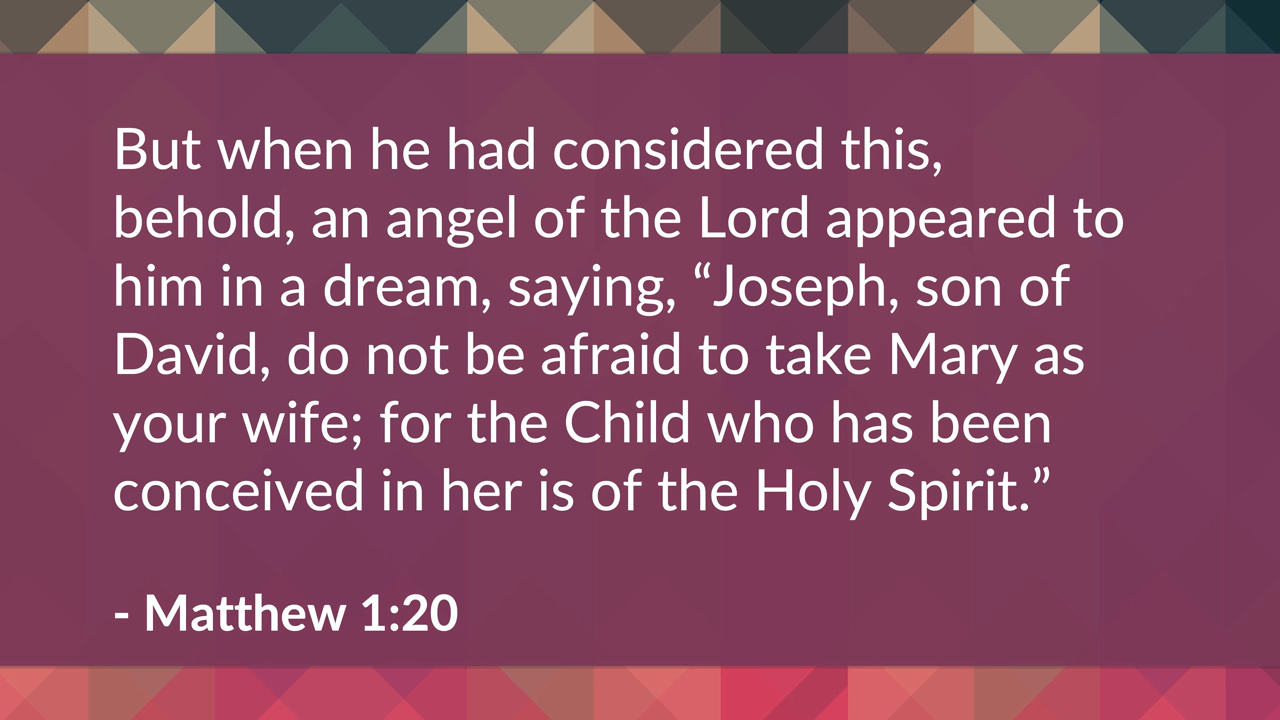 But when he had considered this,
behold, an angel of the Lord appeared to
him in a dream, saying, “Joseph, son of
David, do not be afraid to take Mary as
your wife; for the Child who has been
conceived in her is of the Holy Spirit.”
- Matthew 1:20